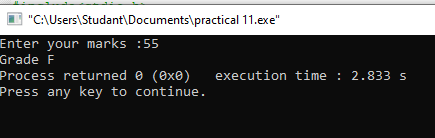 "C:\Users\Studant\Documents\practical 11.exe"
Enter your marks :55
Grade F
Process returned 0 (0x0)   execution time : 2.833 s
Press any key to continue.